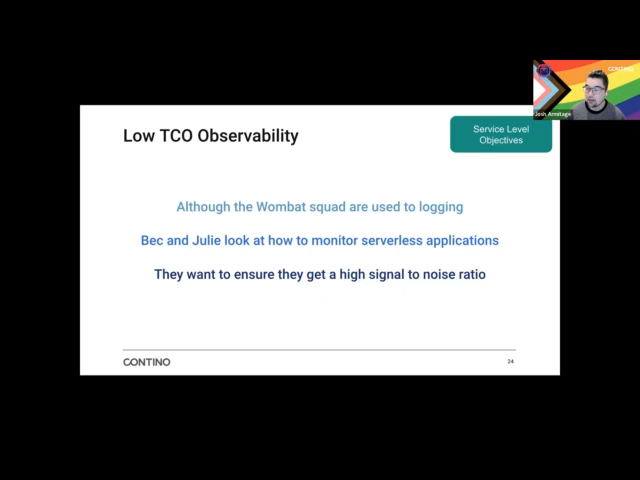 CONTINO
Josh Armitage
Low TCO Observability
Service Level
Objectives
Although the Wombat squad are used to logging
Bec and Julie look at how to monitor serverless applications
They want to ensure they get a high signal to noise ratio
CONTINO
24